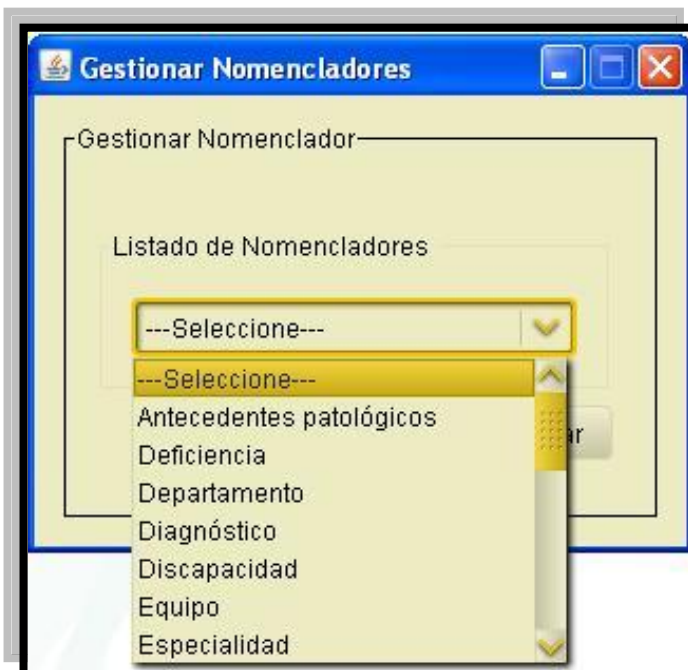 Gestionar Nomencladores
Gestionar Nomenclador
Listado de Nomencladores
---Seleccione---
---Seleccione---
Antecedentes patológicos
Deficiencia
Departamento
Diagnóstico
Discapacidad
Equipo
Especialidad